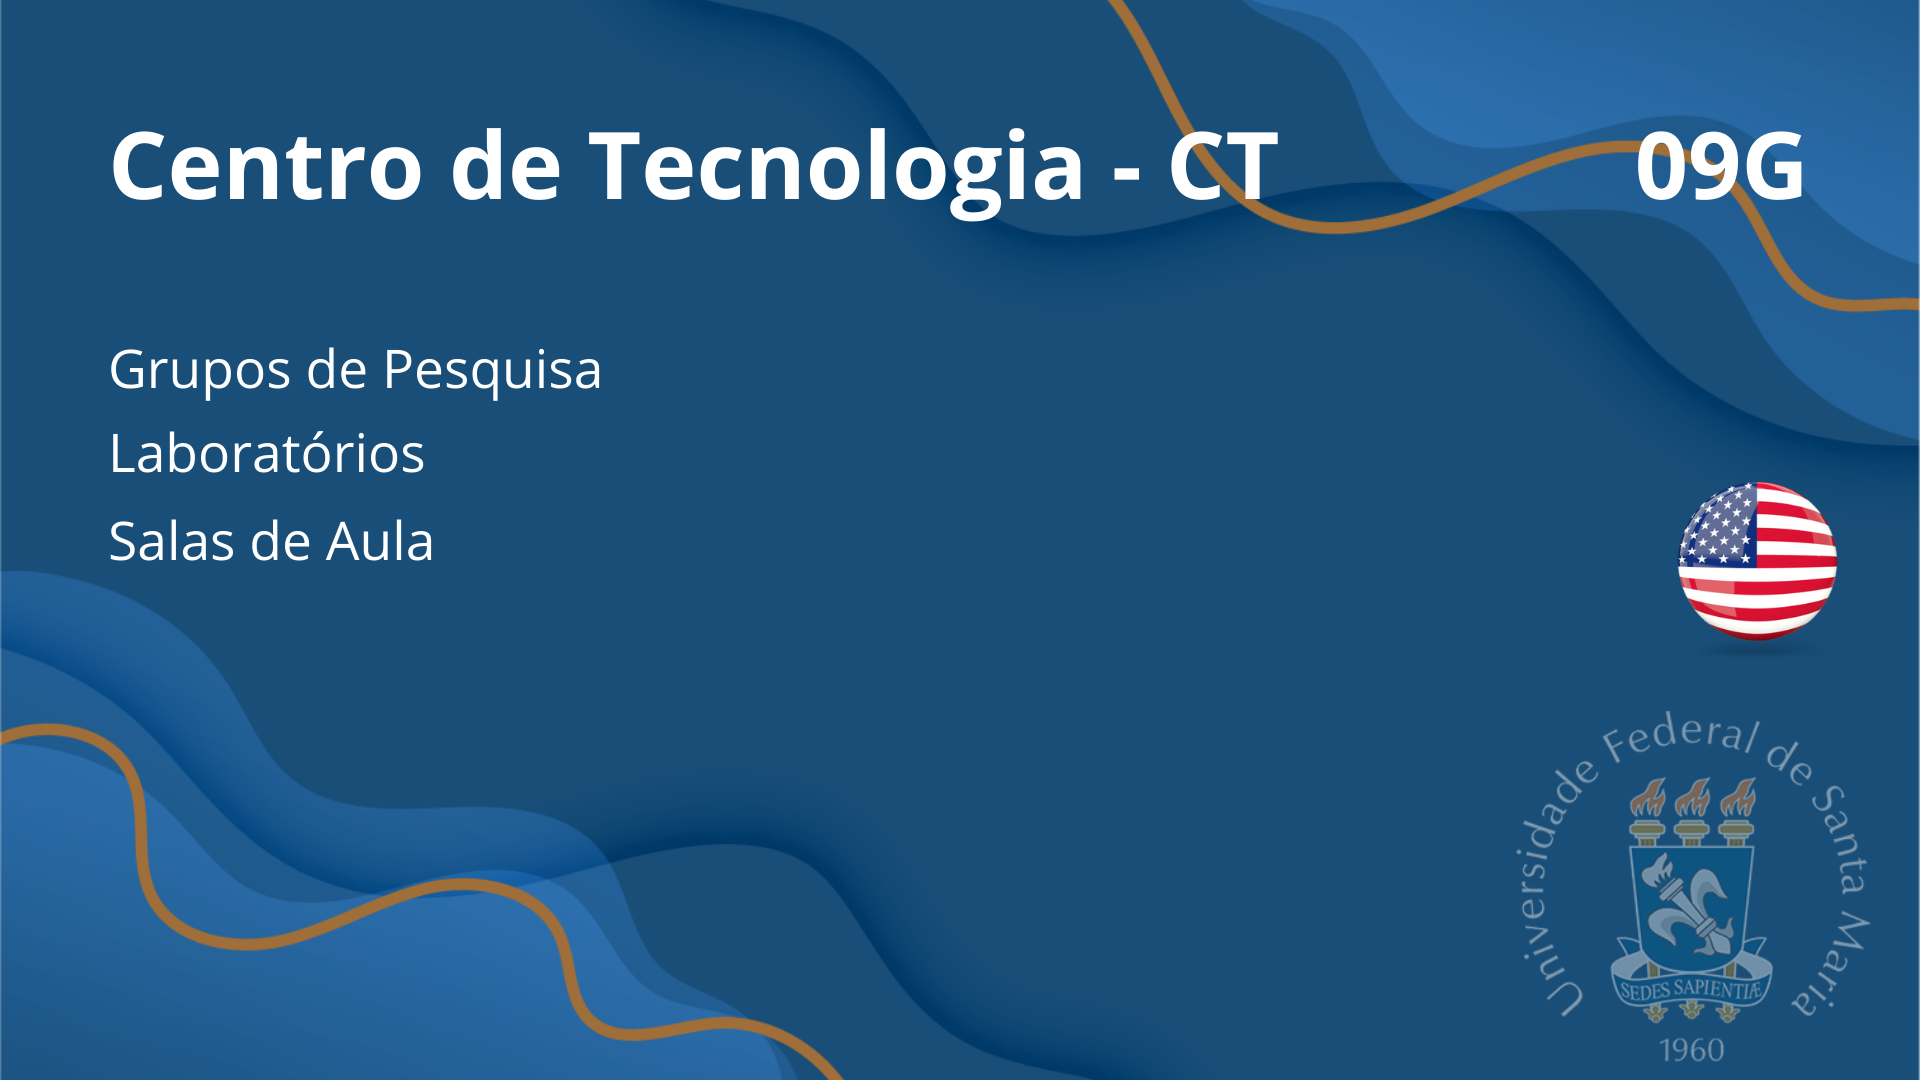 Centro de Tecnologia - CT 09G
Grupos de Pesquisa
Laboratórios
Salas de Aula
Universidade Federal de Santa Maria
SEDES SAPIENTIÆ
1960